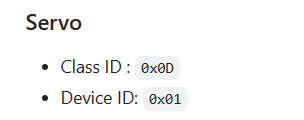 Servo
Class ID : 0x0D
Device ID: 0x01